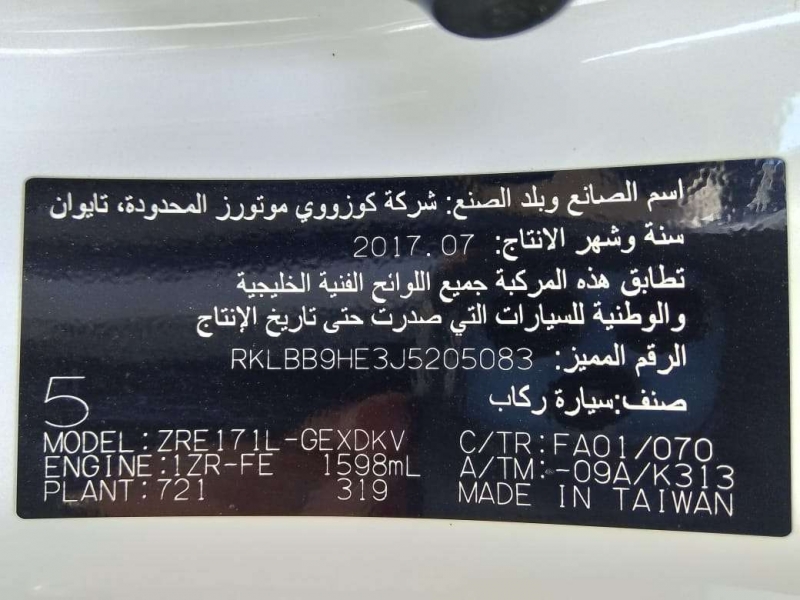 اسم الصانع وبلد الصنع: شركة كوزووي موتورز المحدودة، تايوان
سنة وشهر الانتاج: 2017.07
تطابق هذه المركبة جميع اللوائح الفنية الخليجية
والوطنية للسيارات التي صدرت حتى تاريخ الإنتاج
الرقم المميز: RKLBB9HE3J5205083
صنف:سيارة ركاب
5
MODEL:ZRE171L-GEXDKV C/TR:FA01/070
ENGINE:1ZR-FE 1598mL A/TM:-09A/K313
PLANT:721 319 MADE IN TAIWAN